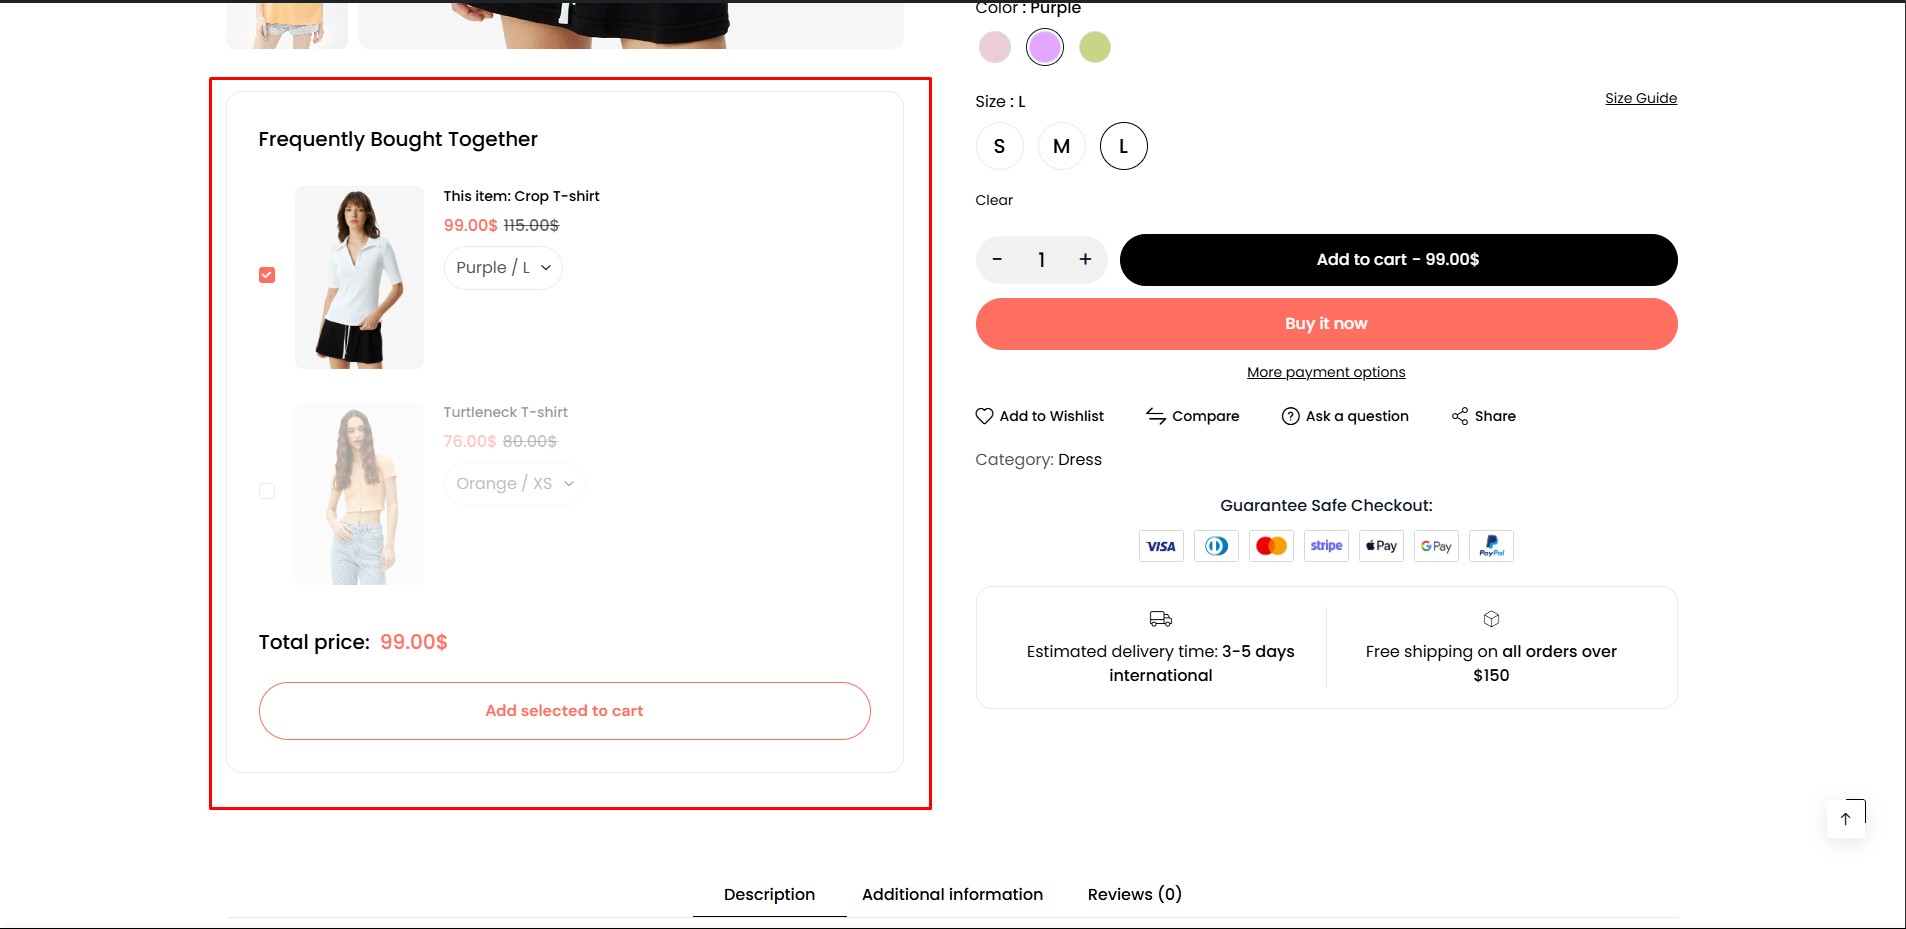 Color : Purple
Size : L
Size Guide
S
M
L
Clear
- 1 +
Add to cart - 99.00$
Buy it now
More payment options
Add to Wishlist
Compare
Ask a question
Share
Category: Dress
Guarantee Safe Checkout:
VISA
stripe
Pay
G Pay
PayPal
Estimated delivery time: 3-5 days
international
Free shipping on all orders over
$150
Frequently Bought Together
This item: Crop T-shirt
99.00$ 115.00$
Purple / L
Turtleneck T-shirt
76.00$ 80.00$
Orange / XS
Total price: 99.00$
Add selected to cart
Description
Additional information
Reviews (0)